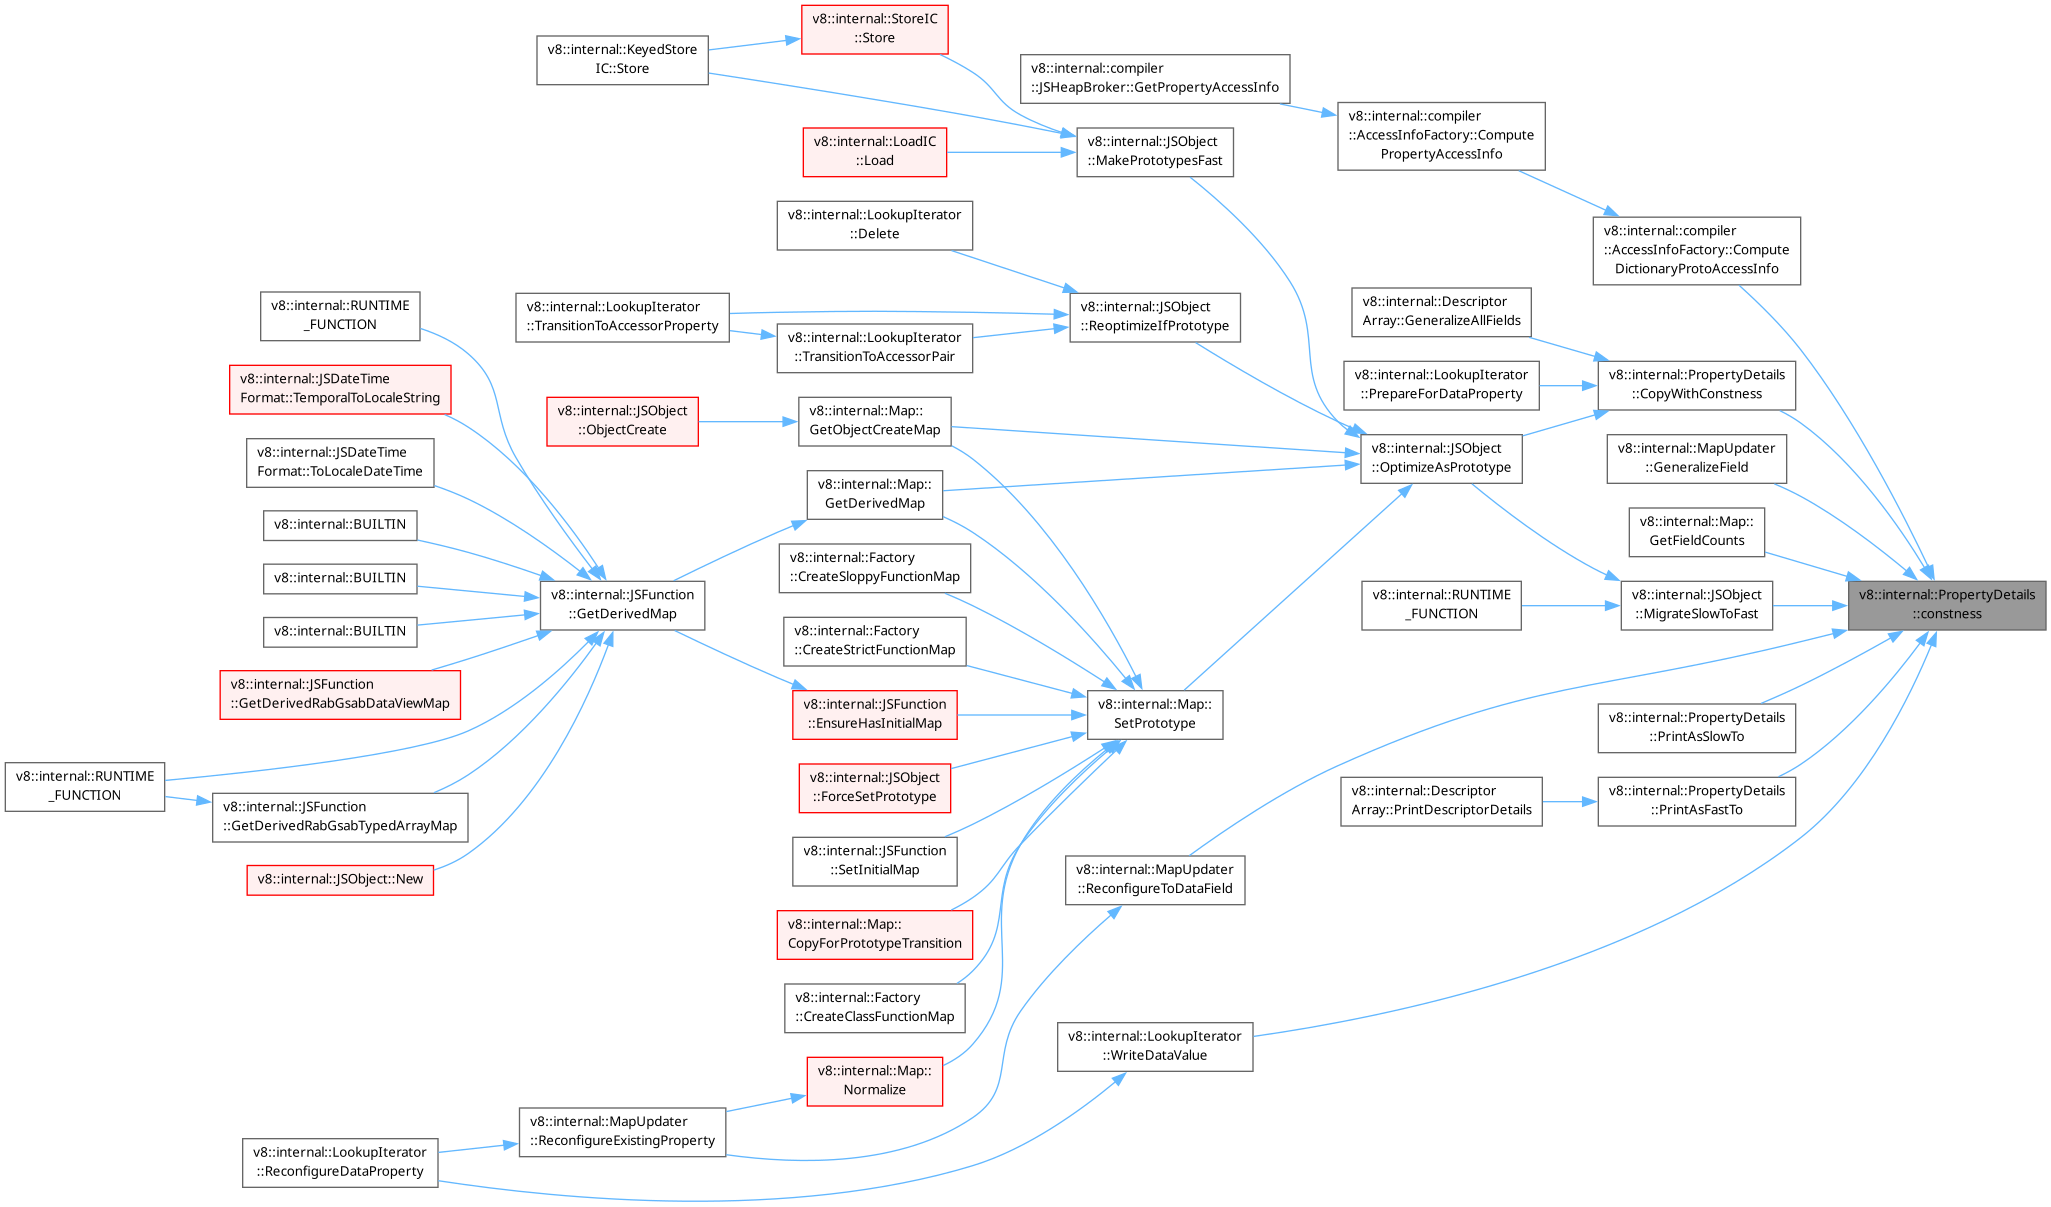 v8::internal::StoreIC
::Store
v8::internal::KeyedStore
IC::Store
v8::internal::compiler
::JSHeapBroker::GetPropertyAccessInfo
v8::internal::compiler
::AccessInfoFactory::Compute
PropertyAccessInfo
v8::internal::LoadIC
::Load
v8::internal::JSObject
::MakePrototypesFast
v8::internal::LookupIterator
::Delete
v8::internal::compiler
::AccessInfoFactory::Compute
DictionaryProtoAccessInfo
v8::internal::RUNTIME
_FUNCTION
v8::internal::LookupIterator
::TransitionToAccessorProperty
v8::internal::LookupIterator
::TransitionToAccessorPair
v8::internal::JSObject
::ReoptimizeIfPrototype
v8::internal::Descriptor
Array::GeneralizeAllFields
v8::internal::JSDateTime
Format::TemporalToLocaleString
v8::internal::LookupIterator
::PrepareForDataProperty
v8::internal::PropertyDetails
::CopyWithConstness
v8::internal::JSObject
::ObjectCreate
v8::internal::Map::
GetObjectCreateMap
v8::internal::JSObject
::OptimizeAsPrototype
v8::internal::MapUpdater
::GeneralizeField
v8::internal::JSDateTime
Format::ToLocaleDateTime
v8::internal::Map::
GetDerivedMap
v8::internal::BUILTIN
v8::internal::Map::
GetFieldCounts
v8::internal::BUILTIN
v8::internal::Factory
::CreateSloppyFunctionMap
v8::internal::JSFunction
::GetDerivedMap
v8::internal::RUNTIME
_FUNCTION
v8::internal::JSObject
::MigrateSlowToFast
v8::internal::PropertyDetails
::constness
v8::internal::BUILTIN
v8::internal::Factory
::CreateStrictFunctionMap
v8::internal::JSFunction
::GetDerivedRabGsabDataViewMap
v8::internal::JSFunction
::EnsureHasInitialMap
v8::internal::Map::
SetPrototype
v8::internal::PropertyDetails
::PrintAsSlowTo
v8::internal::RUNTIME
_FUNCTION
v8::internal::JSFunction
::GetDerivedRabGsabTypedArrayMap
v8::internal::JSObject
::ForceSetPrototype
v8::internal::Descriptor
Array::PrintDescriptorDetails
v8::internal::PropertyDetails
::PrintAsFastTo
v8::internal::JSObject::New
v8::internal::JSFunction
::SetInitialMap
v8::internal::MapUpdater
::ReconfigureToDataField
v8::internal::Map::
CopyForPrototypeTransition
v8::internal::Factory
::CreateClassFunctionMap
v8::internal::LookupIterator
::WriteDataValue
v8::internal::Map::
Normalize
v8::internal::MapUpdater
::ReconfigureExistingProperty
v8::internal::LookupIterator
::ReconfigureDataProperty